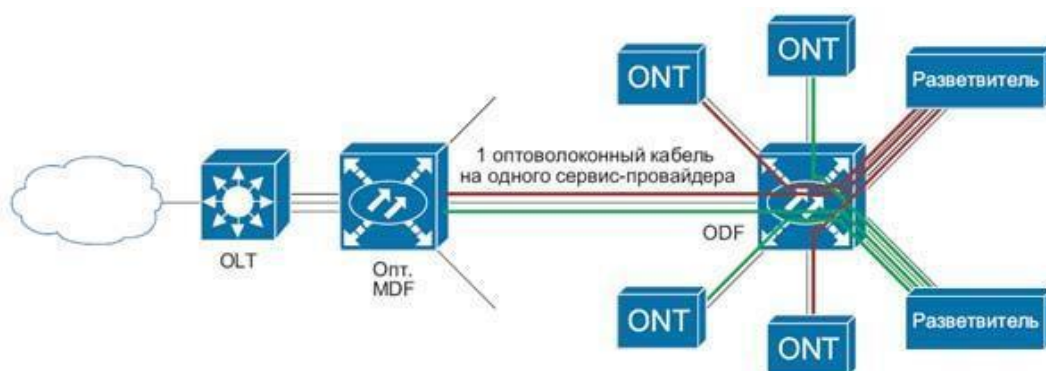 ONT
ONT
Разветвитель
1 оптоволоконный кабель
на одного сервис-провайдера
OLT
Опт.
MDF
ODF
ONT
ONT
Разветвитель